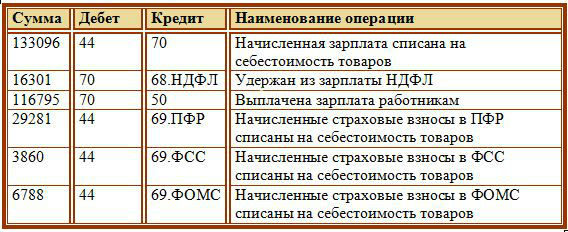 Сумма Дебет Кредит Наименование операции
133096 44 70 Начисленная зарплата списана на
себестоимость товаров
16301 70 68.НДФЛ Удержан из зарплаты НДФЛ
116795 70 50 Выплачена зарплата работникам
29281 44 69.ПФР Начисленные страховые взносы в ПФР
списаны на себестоимость товаров
3860 44 69.ФСС Начисленные страховые взносы в ФСС
списаны на себестоимость товаров
6788 44 69.ФОМС Начисленные страховые взносы в ФОМС
списаны на себестоимость товаров